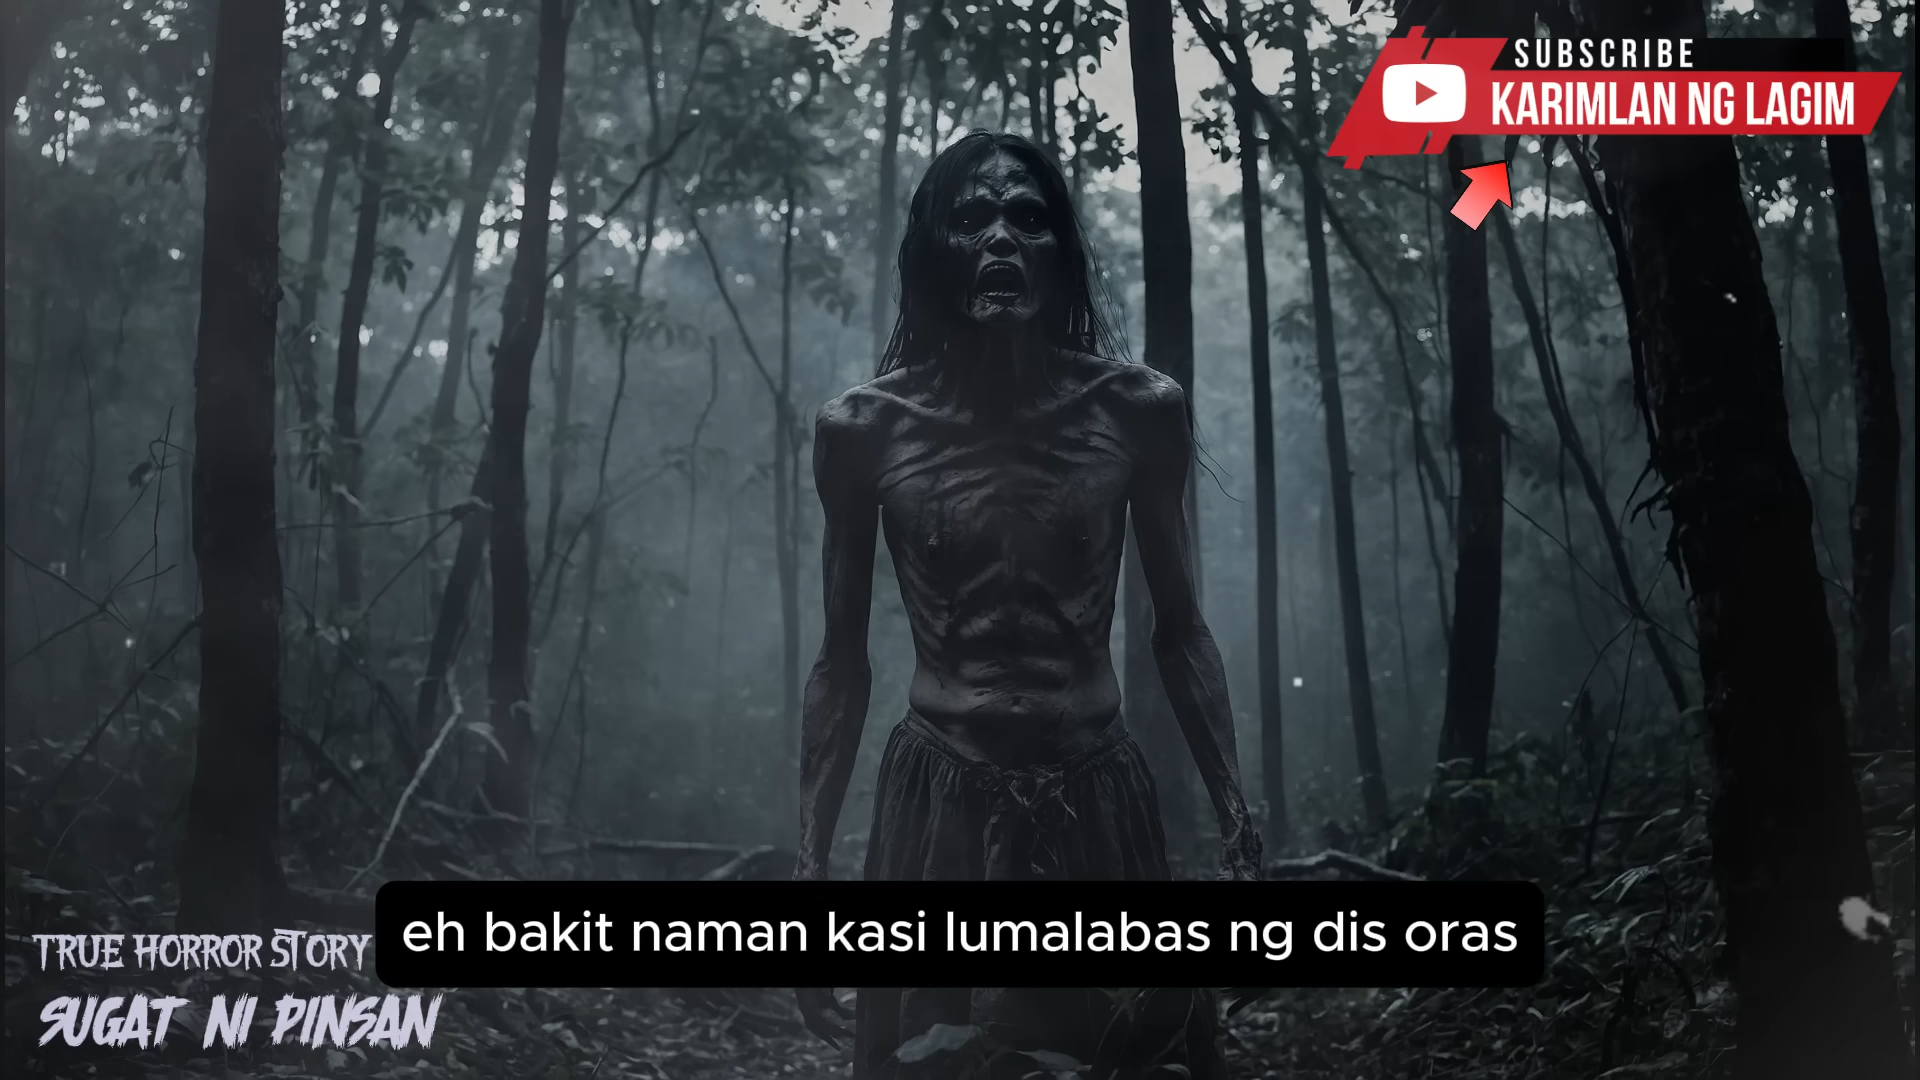 SUBSCRIBE
KARIMLAN NG LAGIM
eh bakit naman kasi lumalabas ng dis oras
TRUE HORROR STORY
SUGAT NI PINSAN